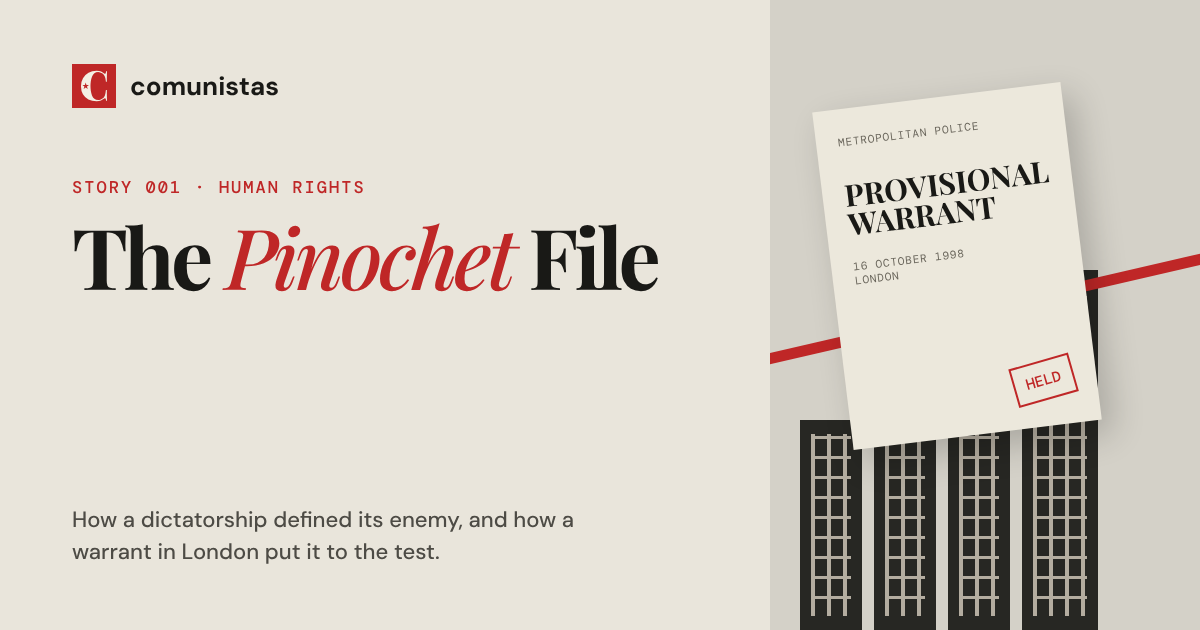 C
comunistas
STORY 001 · HUMAN RIGHTS
The Pinochet File
How a dictatorship defined its enemy, and how a
warrant in London put it to the test.
METROPOLITAN POLICE
PROVISIONAL
WARRANT
16 OCTOBER 1998
LONDON
HELD